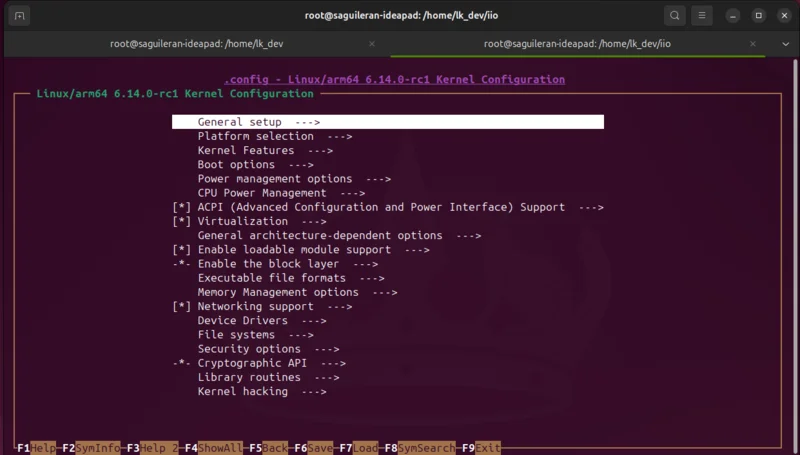 root@saguileran-ideapad: /home/lk_dev/iio
root@saguileran-ideapad: /home/lk_dev × root@saguileran-ideapad: /home/lk_dev/iio ×
.config - Linux/arm64 6.14.0-rc1 Kernel Configuration
Linux/arm64 6.14.0-rc1 Kernel Configuration
General setup --->
Platform selection --->
Kernel Features --->
Boot options --->
Power management options --->
CPU Power Management --->
[*] ACPI (Advanced Configuration and Power Interface) Support --->
[*] Virtualization --->
General architecture-dependent options --->
[*] Enable loadable module support --->
-*- Enable the block layer --->
Executable file formats --->
Memory Management options --->
[*] Networking support --->
Device Drivers --->
File systems --->
Security options --->
-*- Cryptographic API --->
Library routines --->
Kernel hacking --->
F1Help F2SymInfo F3Help 2 F4ShowAll F5Back F6Save F7Load F8SymSearch F9Exit